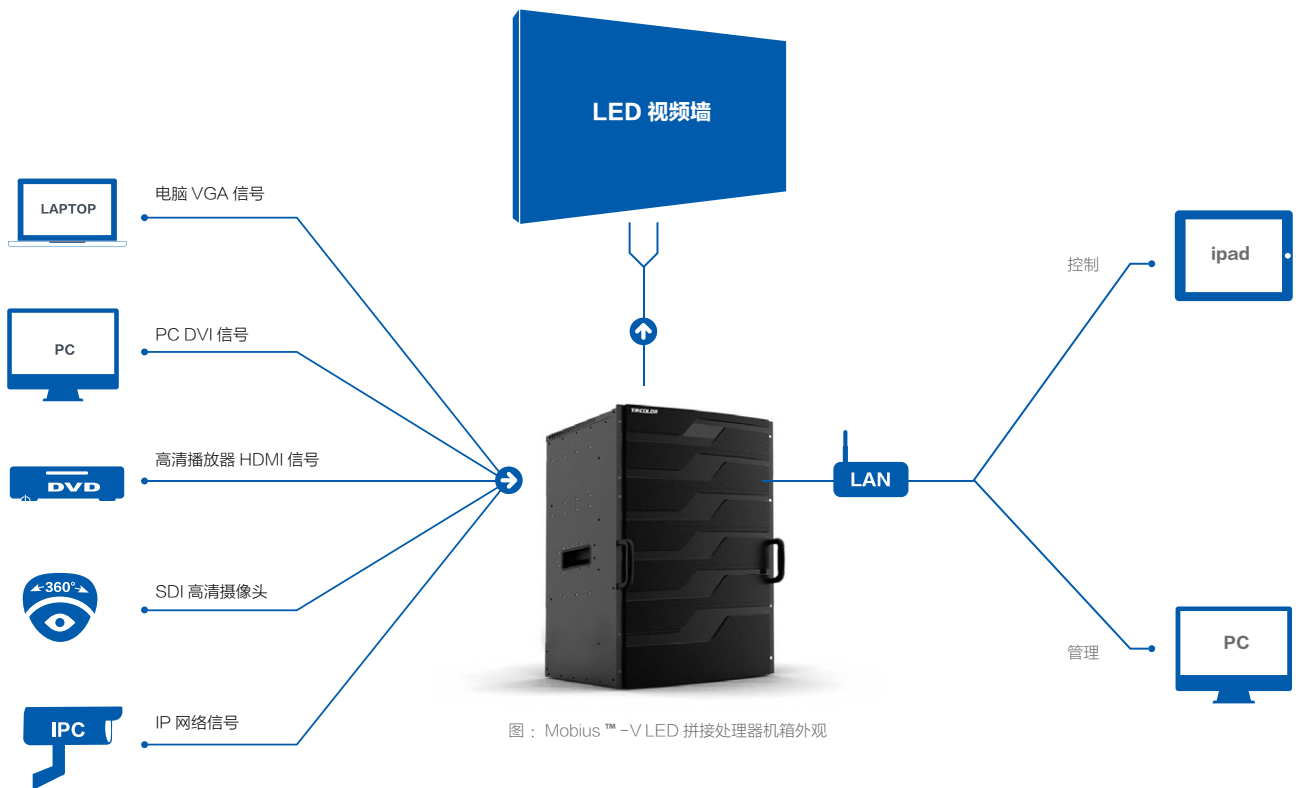 LED 视频墙
电脑 VGA 信号
LAPTOP
PC DVI 信号
PC
高清播放器 HDMI 信号
DVD
SDI 高清摄像头
360°
IP 网络信号
IPC
TRICOLOR
LAN
控制
ipad
管理
PC
图：Mobius™-V LED 拼接处理器机箱外观